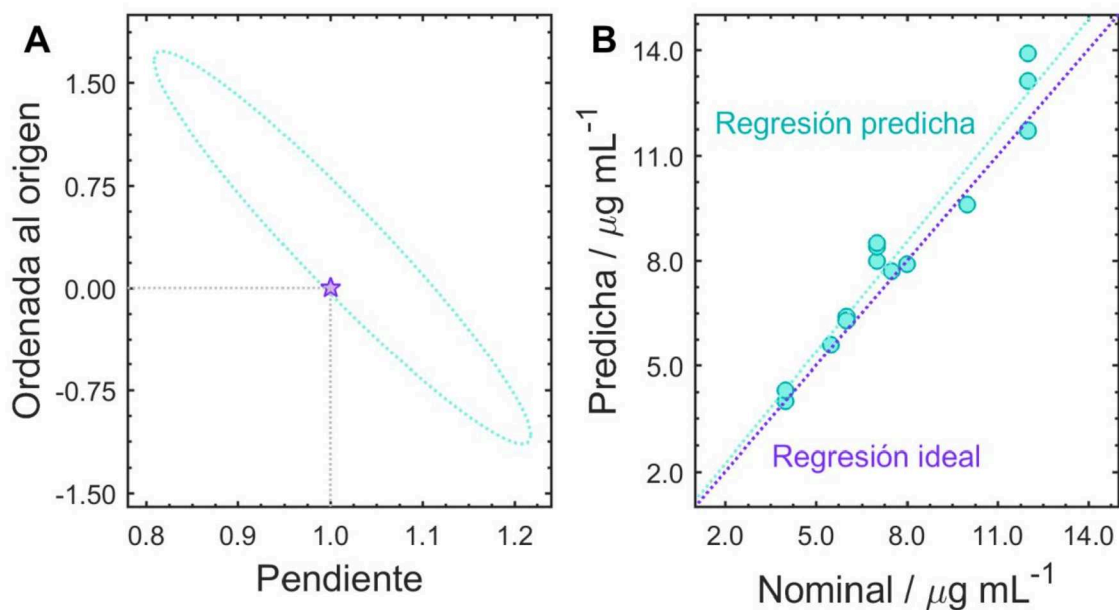 A
Ordenada al origen
1.50
0.75
0.00
-0.75
-1.50
0.8
0.9
1.0
1.1
1.2
Pendiente
B
Predicha / μg mL⁻¹
14.0
11.0
8.0
5.0
2.0
Regresión predicha
Regresión ideal
2.0
5.0
8.0
11.0
14.0
Nominal / μg mL⁻¹